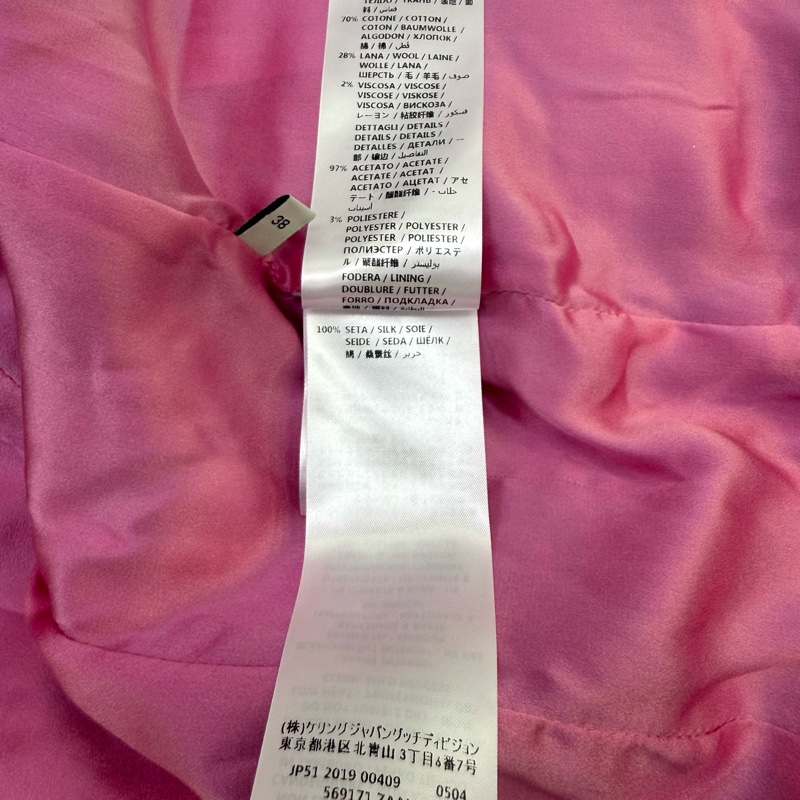 料 / قماس /
70% COTONE / COTTON /
COTON / BAUMWOLLE /
ALGODON / ХЛОПОК /
綿 / 棉 / قطن
28% LANA / WOOL / LAINE /
WOLLE / LANA /
ШЕРСТЬ / 毛 / 羊毛 / صوف
2% VISCOSA / VISCOSE /
VISCOSE / VISKOSE /
VISCOSA / ВИСКОЗА /
レーヨン / 粘胶纤维 / فسكوز
DETTAGLI / DETAILS /
DETAILS / DETAILS /
DETALLES / ДЕТАЛИ / 一
部 / 镶边 / التفاصيل
97% ACETATO / ACETATE /
ACETATE / ACETAT /
ACETATO / АЦЕТАТ / アセ
テート / 醋酯纤维 /
3% POLIESTERE /
POLYESTER / POLYESTER /
POLYESTER / POLIESTER /
ПОЛИЭСТЕР / ポリエステ
ル / 聚酯纤维 / بوليستر
38
FODERA / LINING /
DOUBLURE / FUTTER /
FORRO / ПОДКЛАДКА /
100% SETA / SILK / SOIE /
SEIDE / SEDA / ШЁЛК /
絹 / 桑蚕丝 / حرير
(株)ケリングジャパングッチディビジョン
東京都港区北青山 3丁目6番7号
JP51 2019 00409 0504
569171